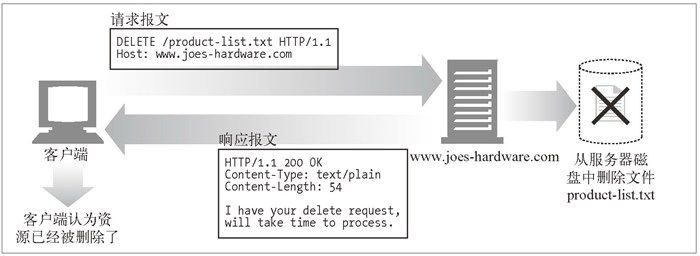 请求报文
DELETE /product-list.txt HTTP/1.1
Host: www.joes-hardware.com
客户端
响应报文
HTTP/1.1 200 OK
Content-Type: text/plain
Content-Length: 54
I have your delete request,
will take time to process.
www.joes-hardware.com
从服务器磁
盘中删除文件
product-list.txt
客户端认为资
源已经被删除了